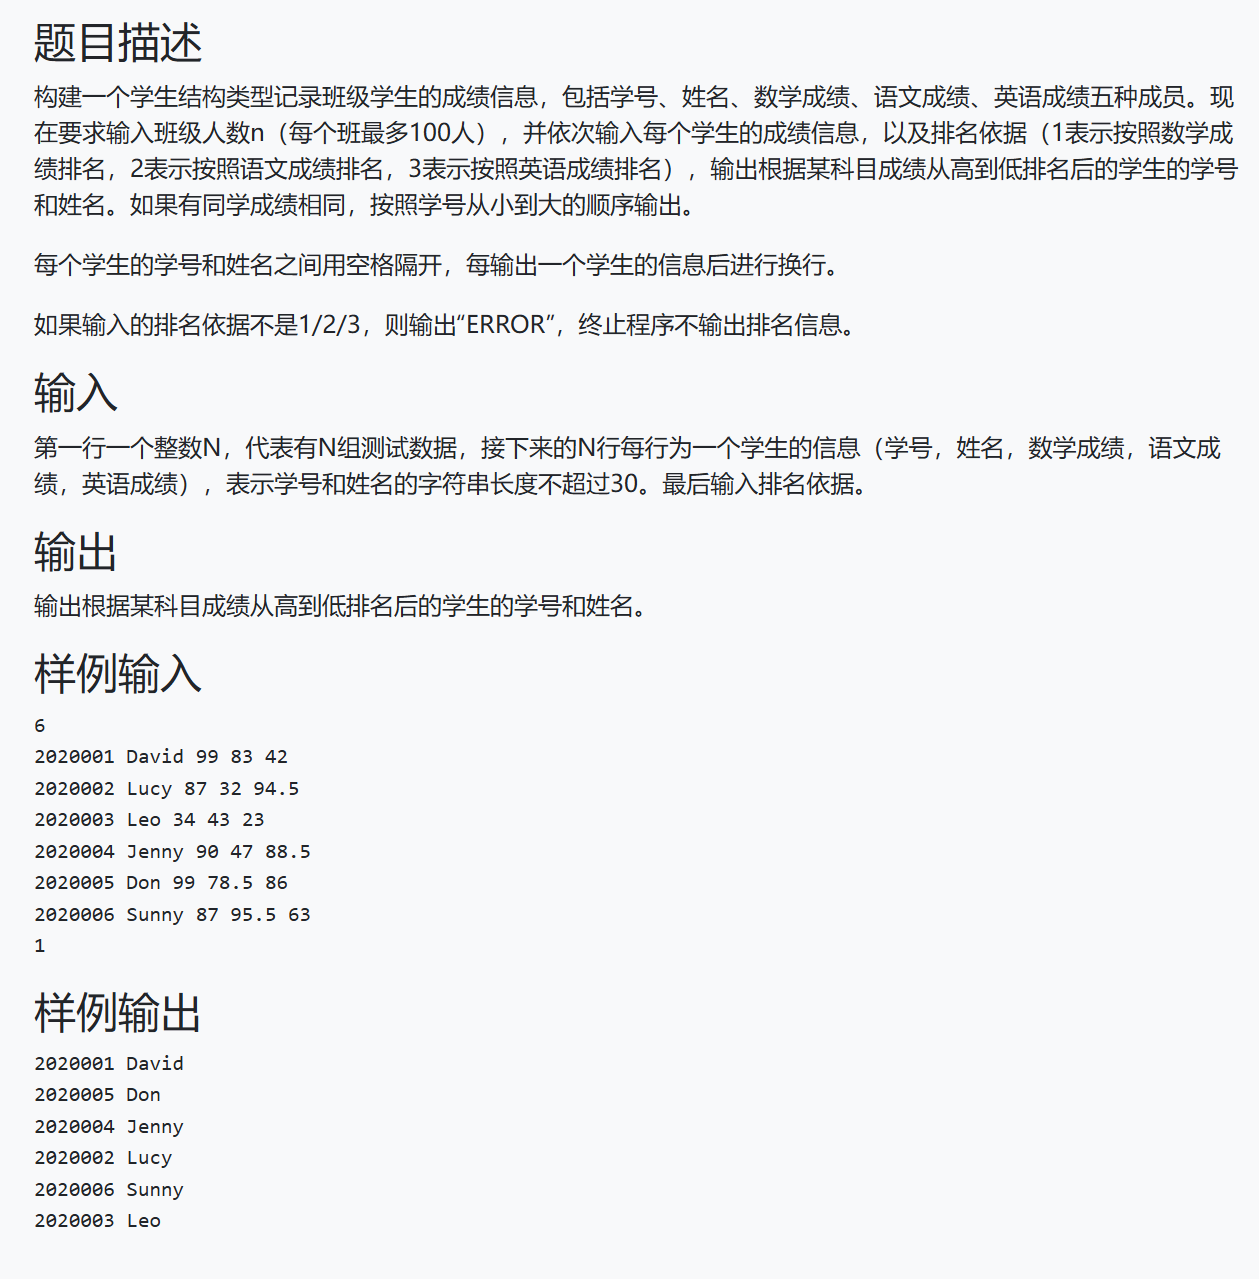 题目描述
构建一个学生结构类型记录班级学生的成绩信息，包括学号、姓名、数学成绩、语文成绩、英语成绩五种成员。现
在要求输入班级人数n（每个班最多100人），并依次输入每个学生的成绩信息，以及排名依据（1表示按照数学成
绩排名，2表示按照语文成绩排名，3表示按照英语成绩排名），输出根据某科目成绩从高到低排名后的学生的学号
和姓名。如果有同学成绩相同，按照学号从小到大的顺序输出。
每个学生的学号和姓名之间用空格隔开，每输出一个学生的信息后进行换行。
如果输入的排名依据不是1/2/3，则输出“ERROR”，终止程序不输出排名信息。
输入
第一行一个整数N，代表有N组测试数据，接下来的N行每行为一个学生的信息（学号，姓名，数学成绩，语文成
绩，英语成绩），表示学号和姓名的字符串长度不超过30。最后输入排名依据。
输出
输出根据某科目成绩从高到低排名后的学生的学号和姓名。
样例输入
6
2020001 David 99 83 42
2020002 Lucy 87 32 94.5
2020003 Leo 34 43 23
2020004 Jenny 90 47 88.5
2020005 Don 99 78.5 86
2020006 Sunny 87 95.5 63
1
样例输出
2020001 David
2020005 Don
2020004 Jenny
2020002 Lucy
2020006 Sunny
2020003 Leo